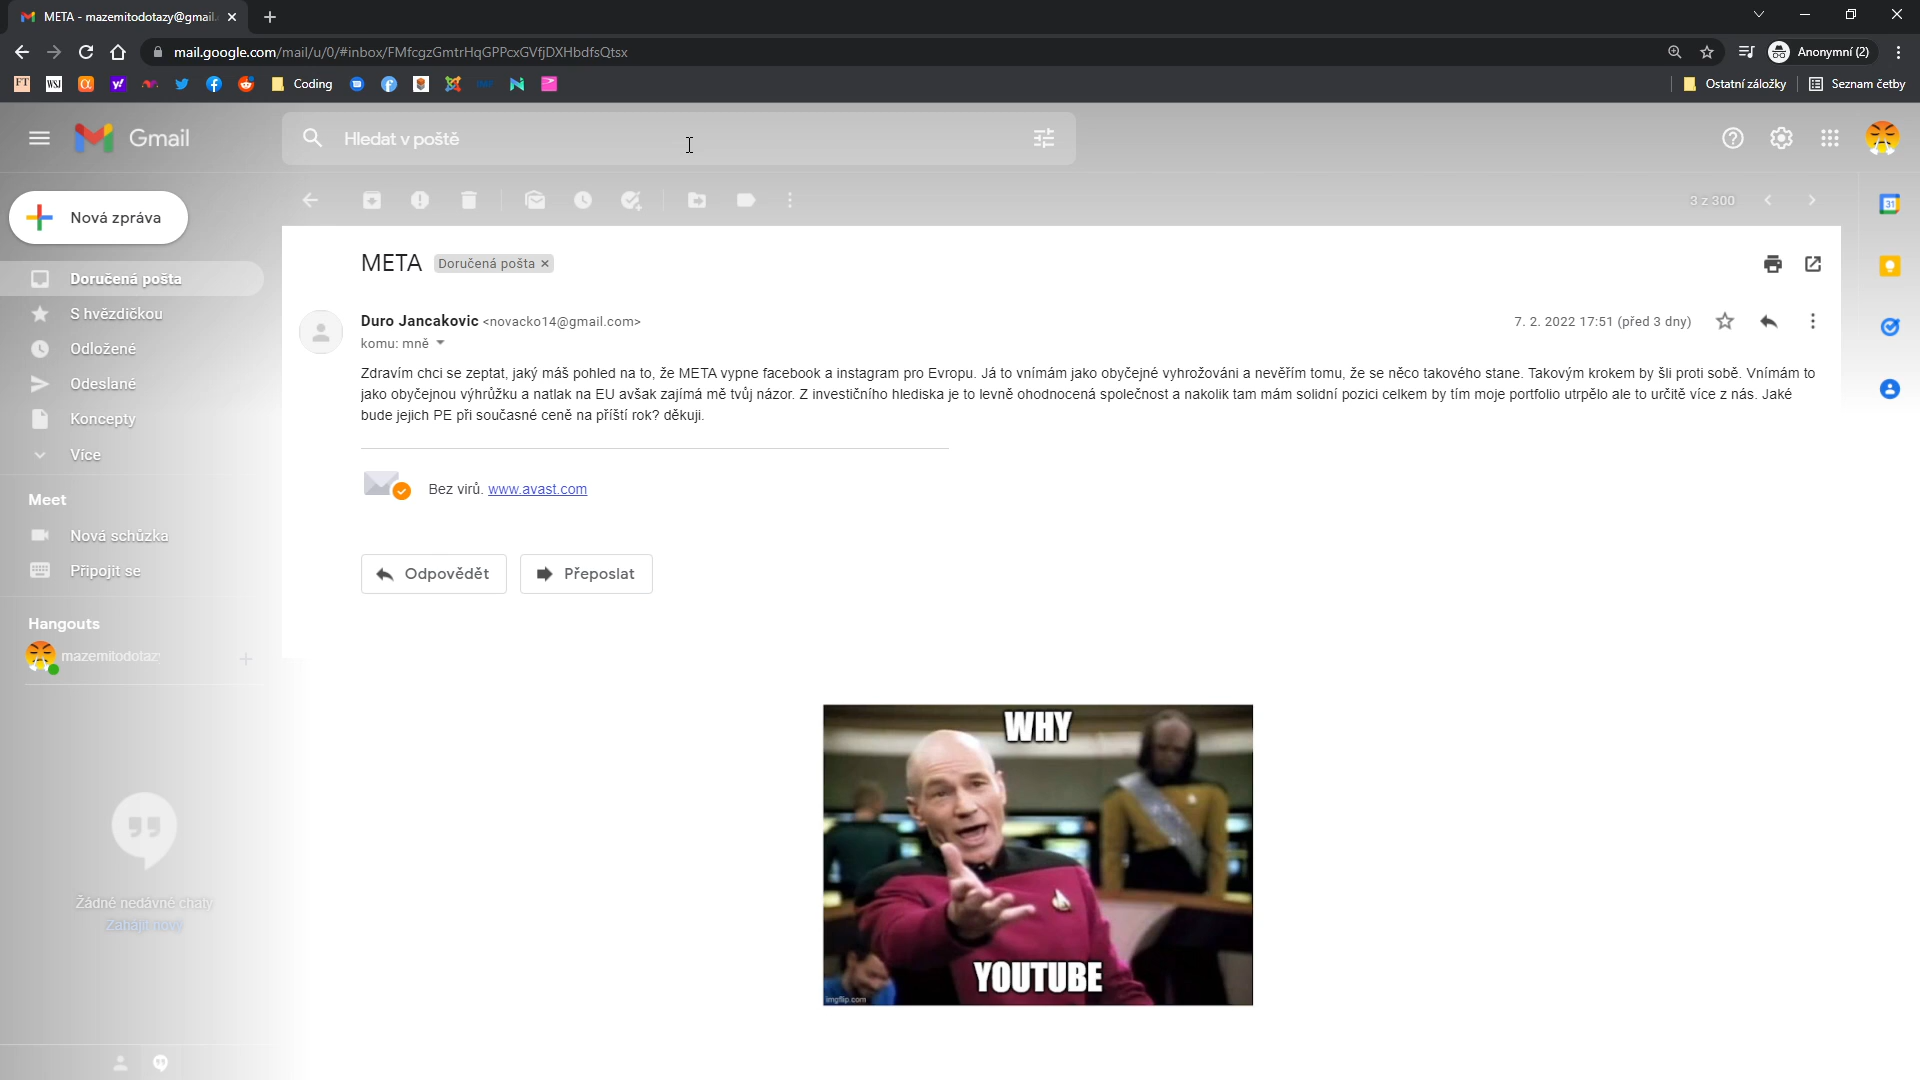 META - mazemitodotazy@gmail.
mail.google.com/mail/u/0/#inbox/FMfcgzGmtrHqGPPcxGVfjDXHbdfsQtsx
Anonymní (2)
FT
WSJ
y!
Coding
Ostatní záložky
Seznam četby
Gmail
Hledat v poště
Nová zpráva
3 z 300
31
Doručená pošta
S hvězdičkou
Odložené
Odeslané
Koncepty
Více
Meet
Nová schůzka
Připojit se
Hangouts
mazemitodotaz
Žádné nedávné chaty
Zahájit nový
META Doručená pošta ×
Duro Jancakovic <novacko14@gmail.com>
7. 2. 2022 17:51 (před 3 dny)
komu: mně
Zdravím chci se zeptat, jaký máš pohled na to, že META vypne facebook a instagram pro Evropu. Já to vnímám jako obyčejné vyhrožováni a nevěřím tomu, že se něco takového stane. Takovým krokem by šli proti sobě. Vnímám to
jako obyčejnou výhrůžku a natlak na EU avšak zajímá mě tvůj názor. Z investičního hlediska je to levně ohodnocená společnost a nakolik tam mám solidní pozici celkem by tím moje portfolio utrpělo ale to určitě více z nás. Jaké
bude jejich PE při současné ceně na příští rok? děkuji.
Bez virů. www.avast.com
Odpovědět
Přeposlat
WHY
YOUTUBE
imgflip.com